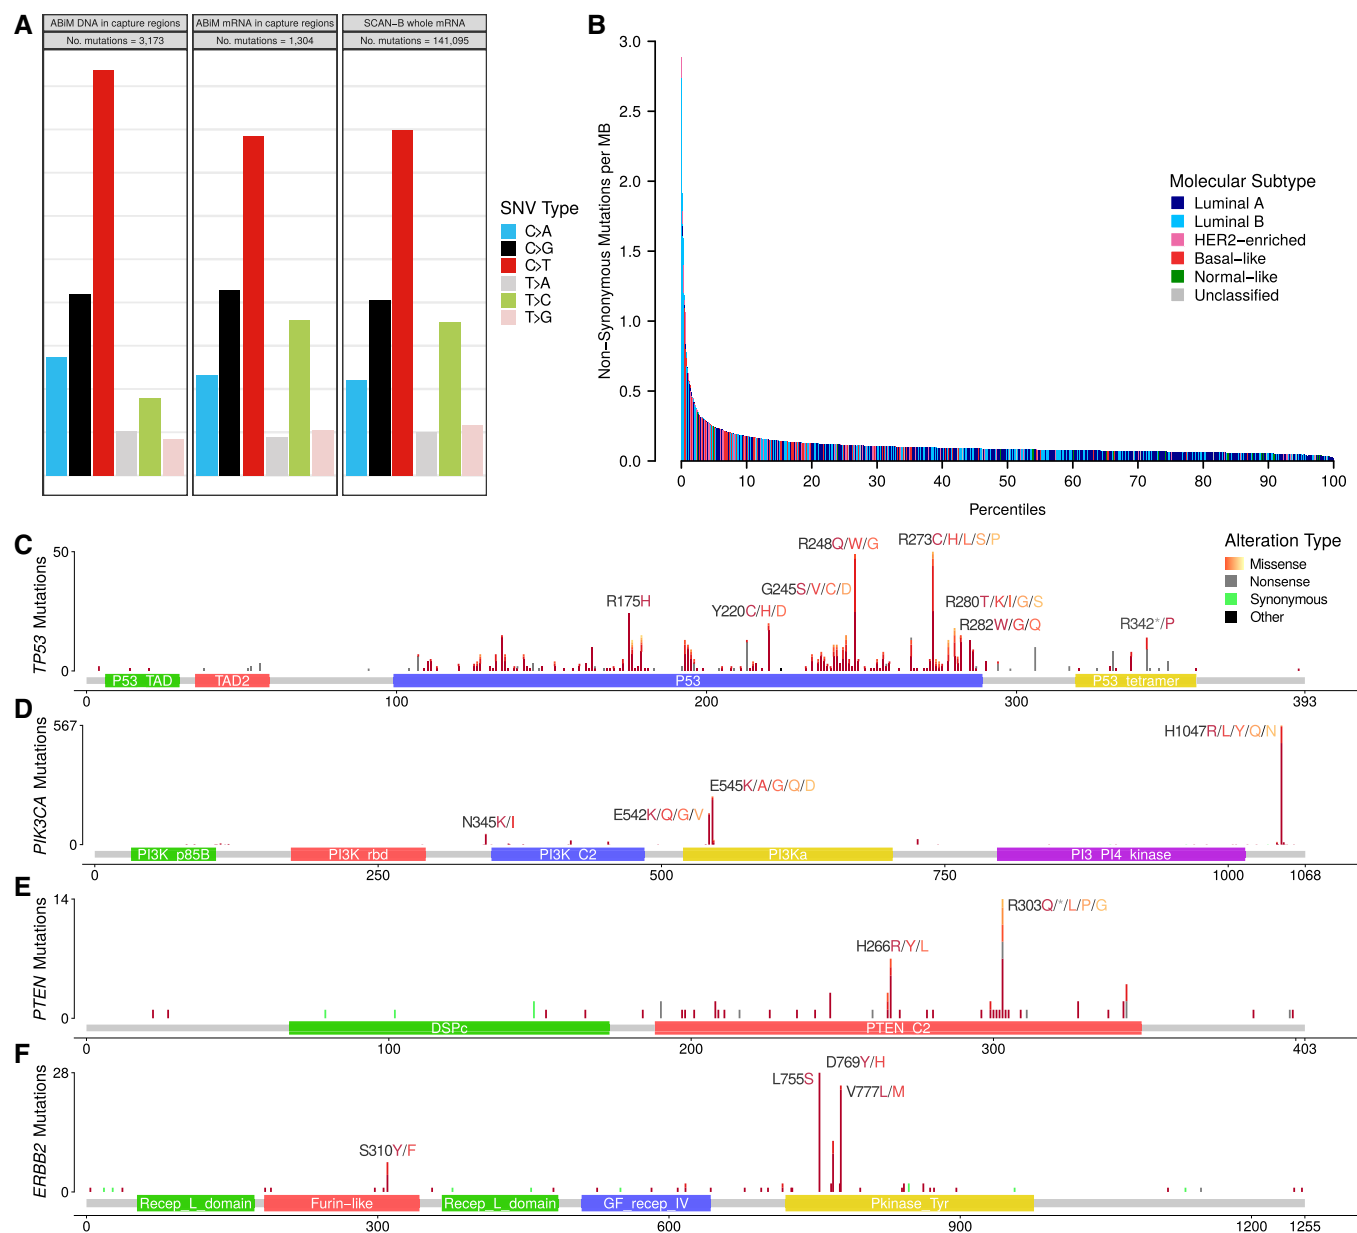 A
ABiM DNA in capture regions
No. mutations = 3,173
ABiM mRNA in capture regions
No. mutations = 1,304
SCAN−B whole mRNA
No. mutations = 141,095
SNV Type
C>A
C>G
C>T
T>A
T>C
T>G
B
Non−Synonymous Mutations per MB
3.0
2.5
2.0
1.5
1.0
0.5
0.0
0 10 20 30 40 50 60 70 80 90 100
Percentiles
Molecular Subtype
Luminal A
Luminal B
HER2−enriched
Basal−like
Normal−like
Unclassified
C
TP53 Mutations
50
0
R175H
Y220C/H/D
G245S/V/C/D
R248Q/W/G
R273C/H/L/S/P
R280T/K/I/G/S
R282W/G/Q
R342*/P
Alteration Type
Missense
Nonsense
Synonymous
Other
P53_TAD TAD2 P53 P53_tetramer
0 100 200 300 393
D
PIK3CA Mutations
567
0
N345K/I
E542K/Q/G/V
E545K/A/G/Q/D
H1047R/L/Y/Q/N
PI3K_p85B PI3K_rbd PI3K_C2 PI3Ka PI3_PI4_kinase
0 250 500 750 1000 1068
E
PTEN Mutations
14
0
H266R/Y/L
R303Q/*/L/P/G
DSPc PTEN_C2
0 100 200 300 403
F
ERBB2 Mutations
28
0
S310Y/F
L755S
D769Y/H
V777L/M
Recep_L_domain Furin−like Recep_L_domain GF_recep_IV Pkinase_Tyr
0 300 600 900 1200 1255